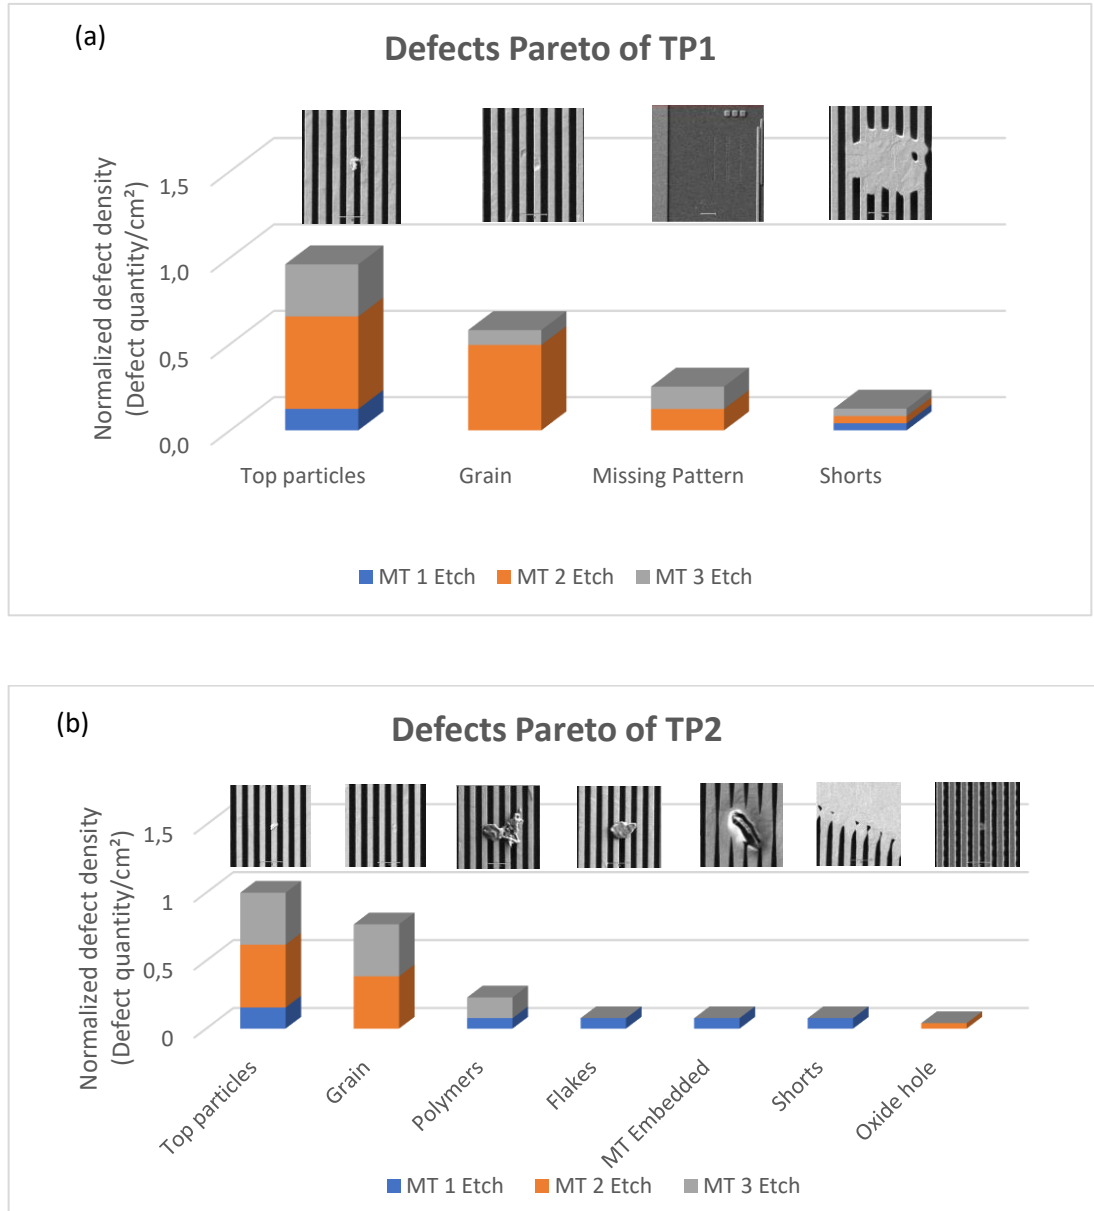 (a)
Defects Pareto of TP1
Normalized defect density
(Defect quantity/cm²)
1,5
1,0
0,5
0,0
Top particles
Grain
Missing Pattern
Shorts
MT 1 Etch
MT 2 Etch
MT 3 Etch
(b)
Defects Pareto of TP2
Normalized defect density
(Defect quantity/cm²)
1,5
1
0,5
0
Top particles
Grain
Polymers
Flakes
MT Embedded
Shorts
Oxide hole
MT 1 Etch
MT 2 Etch
MT 3 Etch